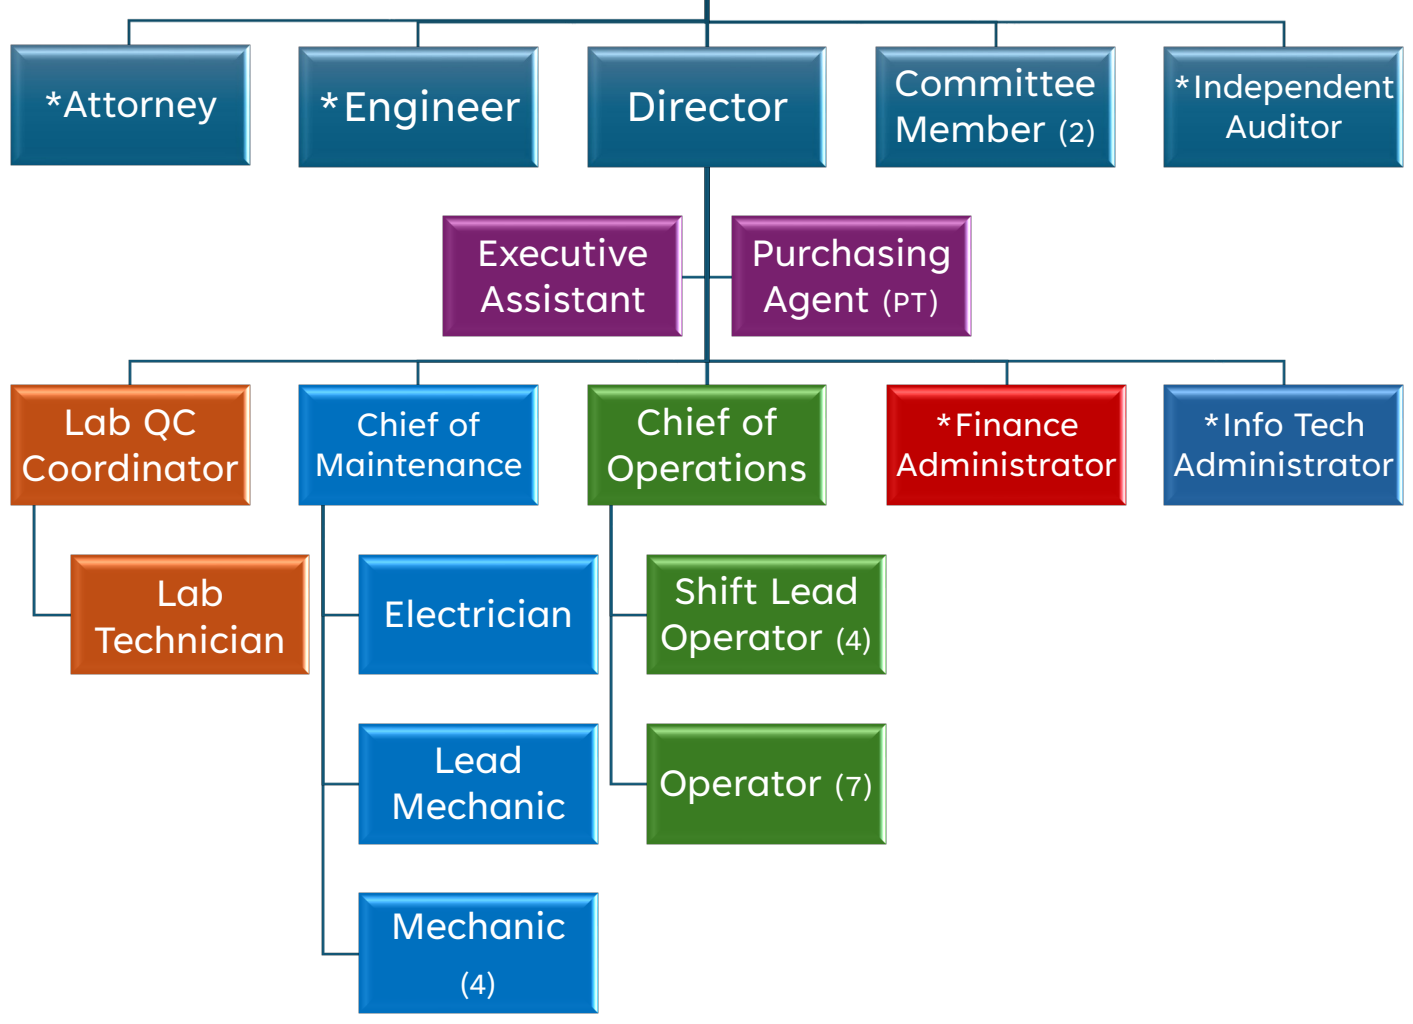 *Attorney
*Engineer
Director
Committee
Member (2)
*Independent
Auditor
Executive
Assistant
Purchasing
Agent (PT)
Lab QC
Coordinator
Chief of
Maintenance
Chief of
Operations
*Finance
Administrator
*Info Tech
Administrator
Lab
Technician
Electrician
Shift Lead
Operator (4)
Lead
Mechanic
Operator (7)
Mechanic
(4)